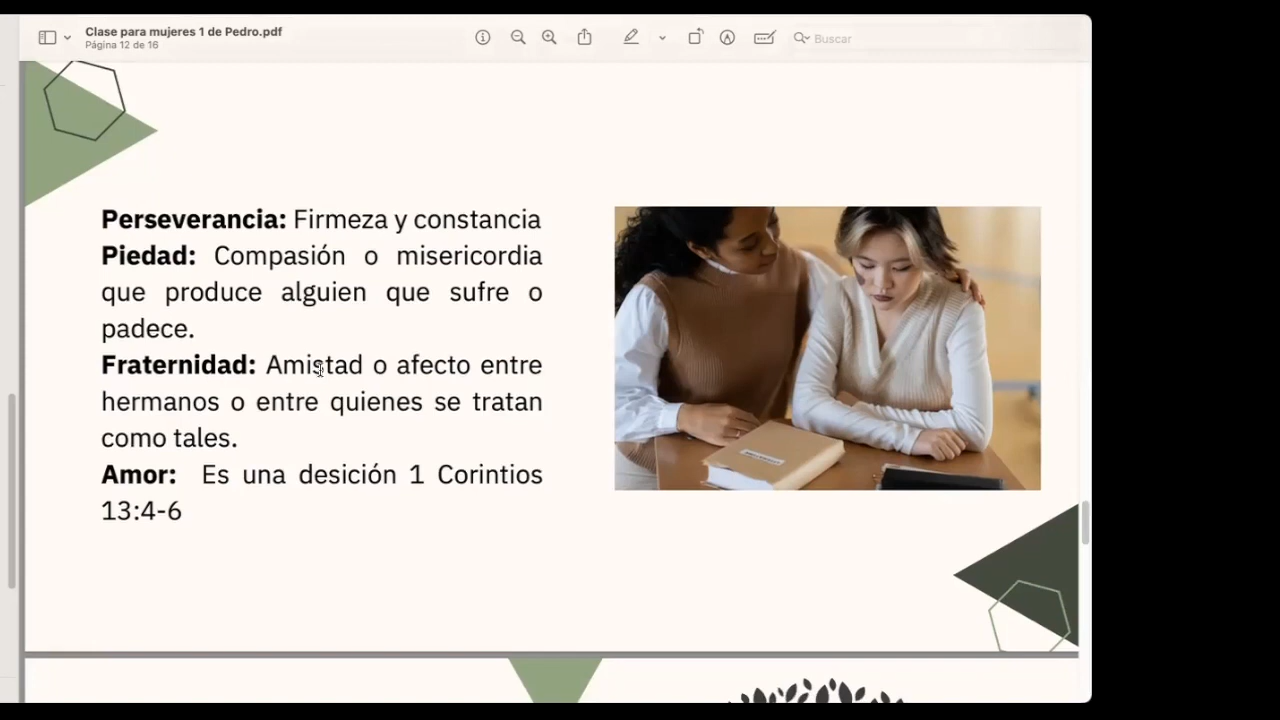 Clase para mujeres 1 de Pedro.pdf
Página 12 de 16
Buscar
Perseverancia: Firmeza y constancia
Piedad: Compasión o misericordia
que produce alguien que sufre o
padece.
Fraternidad: Amistad o afecto entre
hermanos o entre quienes se tratan
como tales.
Amor: Es una desición 1 Corintios
13:4-6